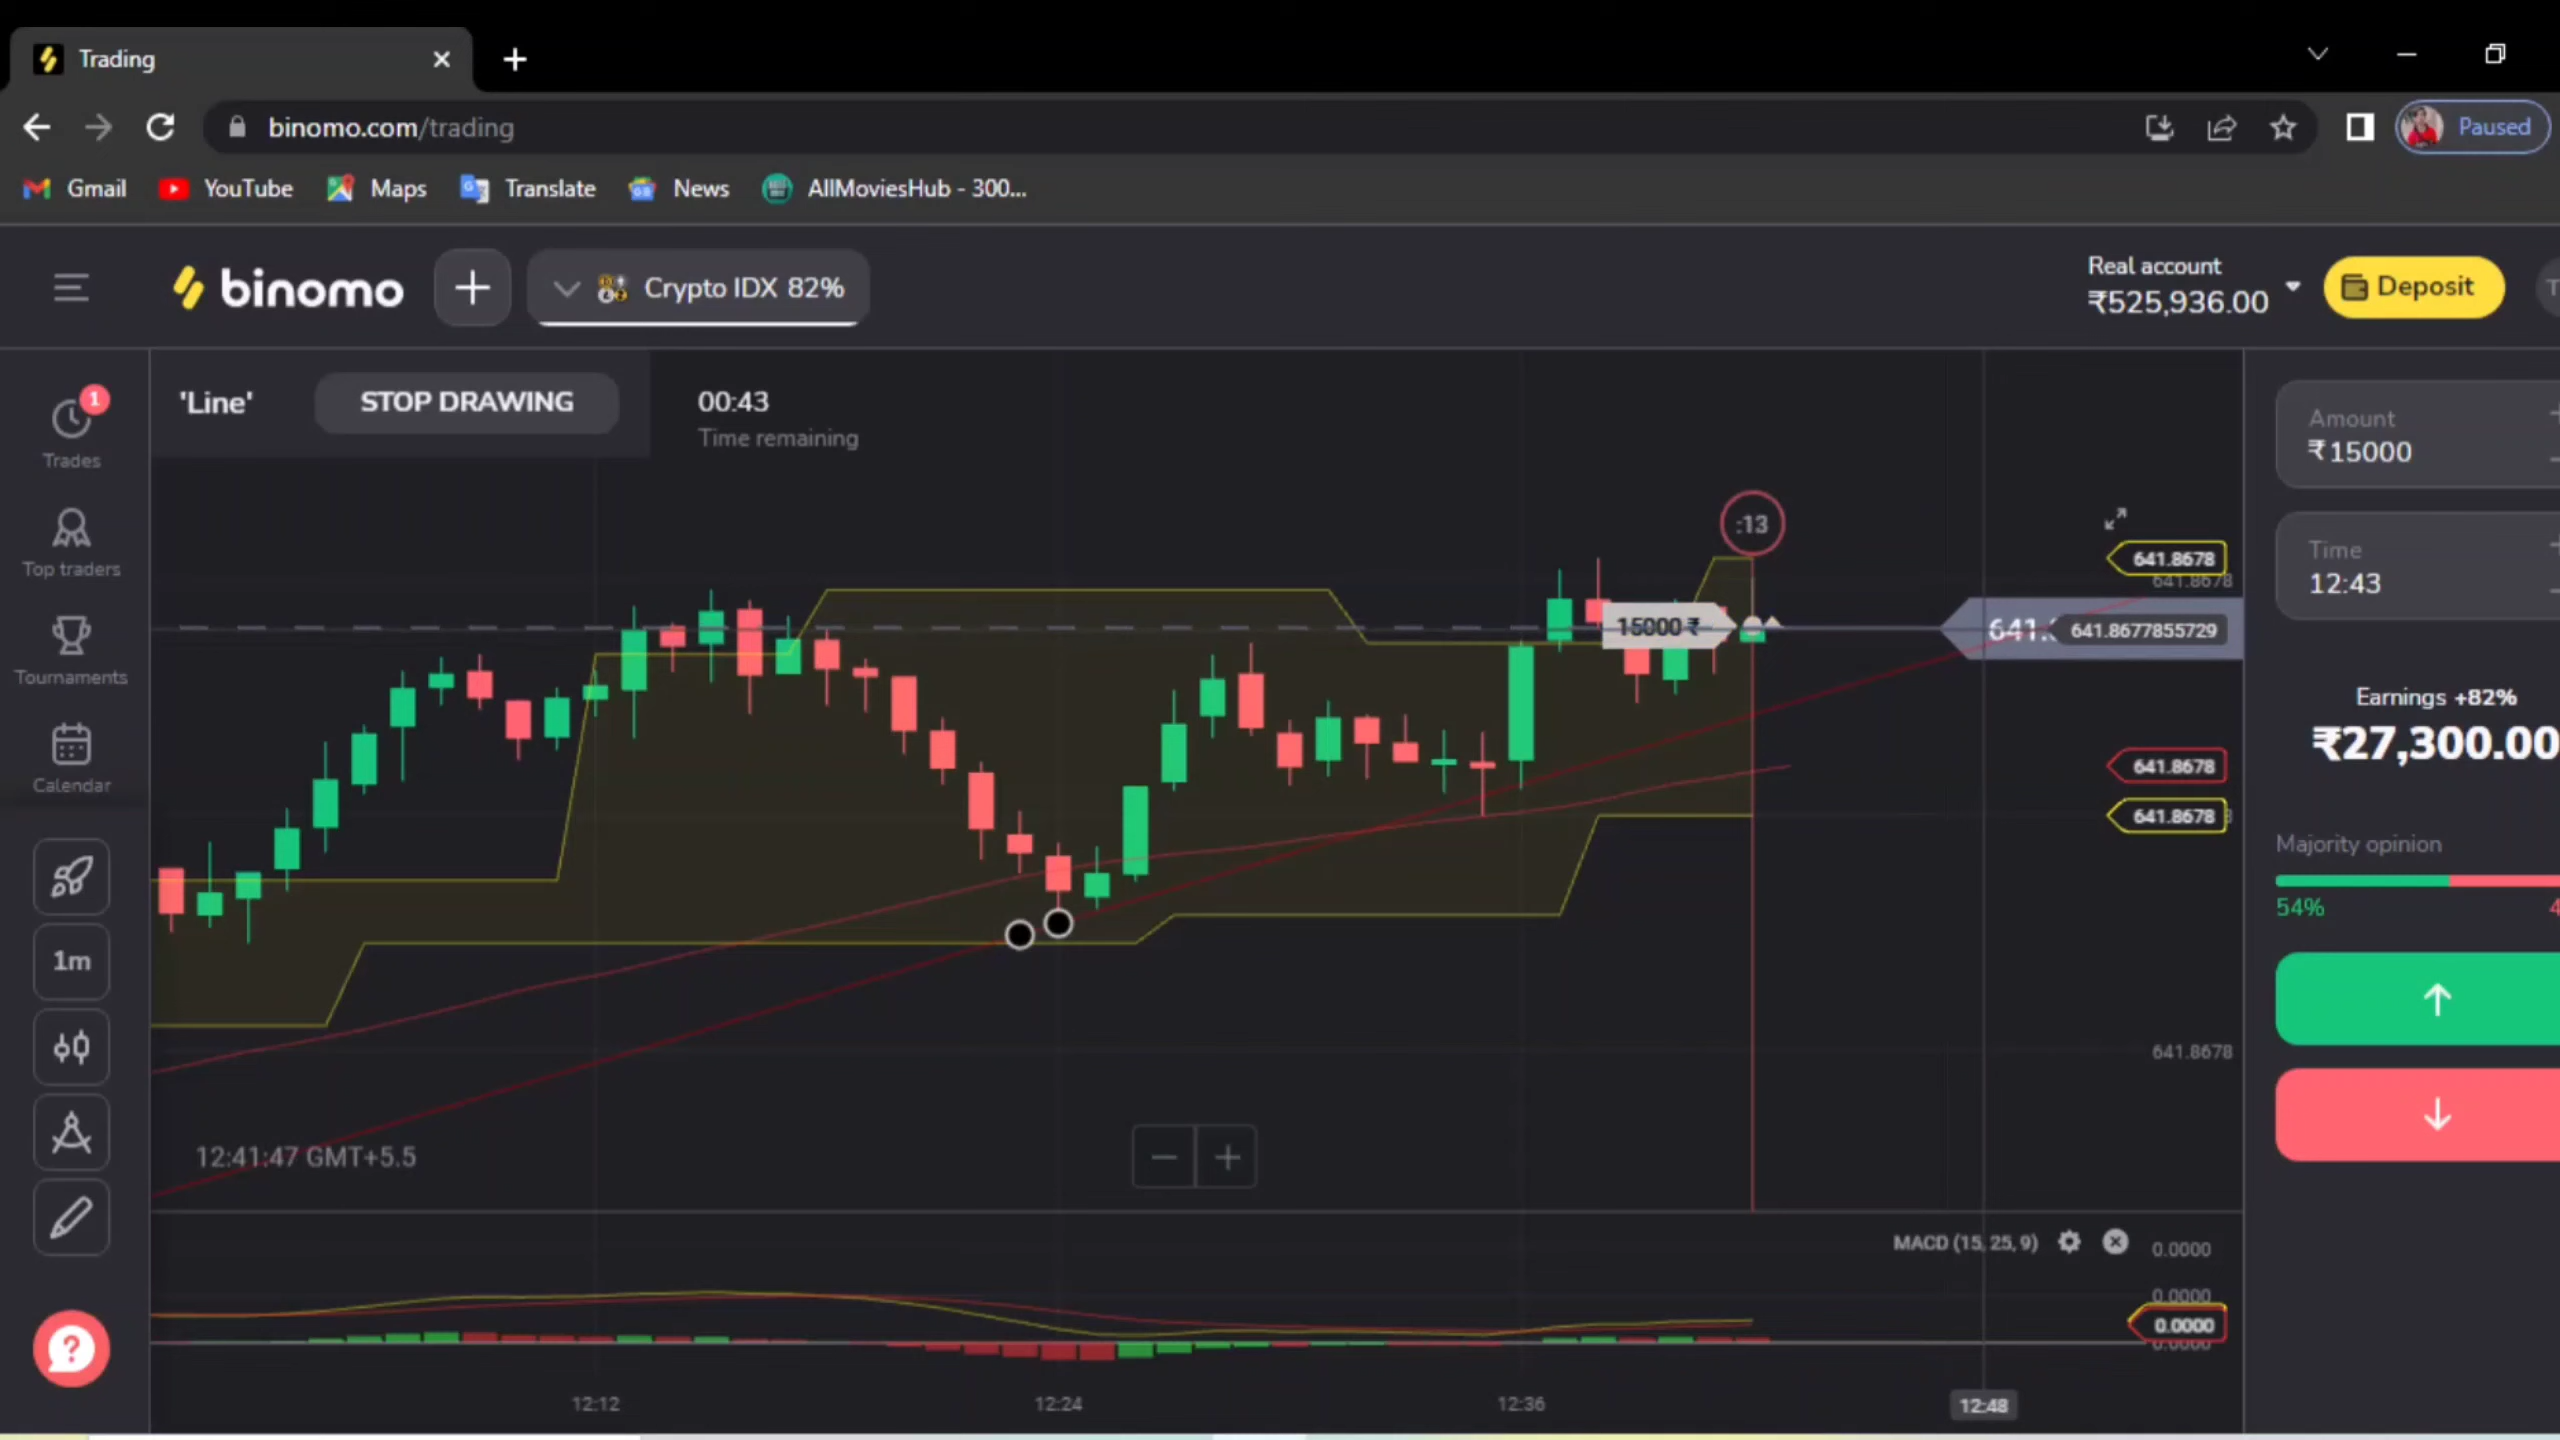 Trading
binomo.com/trading
Paused
Gmail
YouTube
Maps
Translate
News
AllMoviesHub - 300...
binomo
Crypto IDX 82%
Real account
₹525,936.00
Deposit
'Line'
STOP DRAWING
00:43
Time remaining
1
Trades
Top traders
Tournaments
Calendar
1m
:13
15000 ₹
641.8678
641.8678
641.8677855729
641.8678
641.8678
641.8678
12:41:47 GMT+5.5
MACD (15, 25, 9)
0.0000
0.0000
0.0000
0.0000
12:12
12:24
12:36
12:48
Amount
₹15000
Time
12:43
Earnings +82%
₹27,300.00
Majority opinion
54%